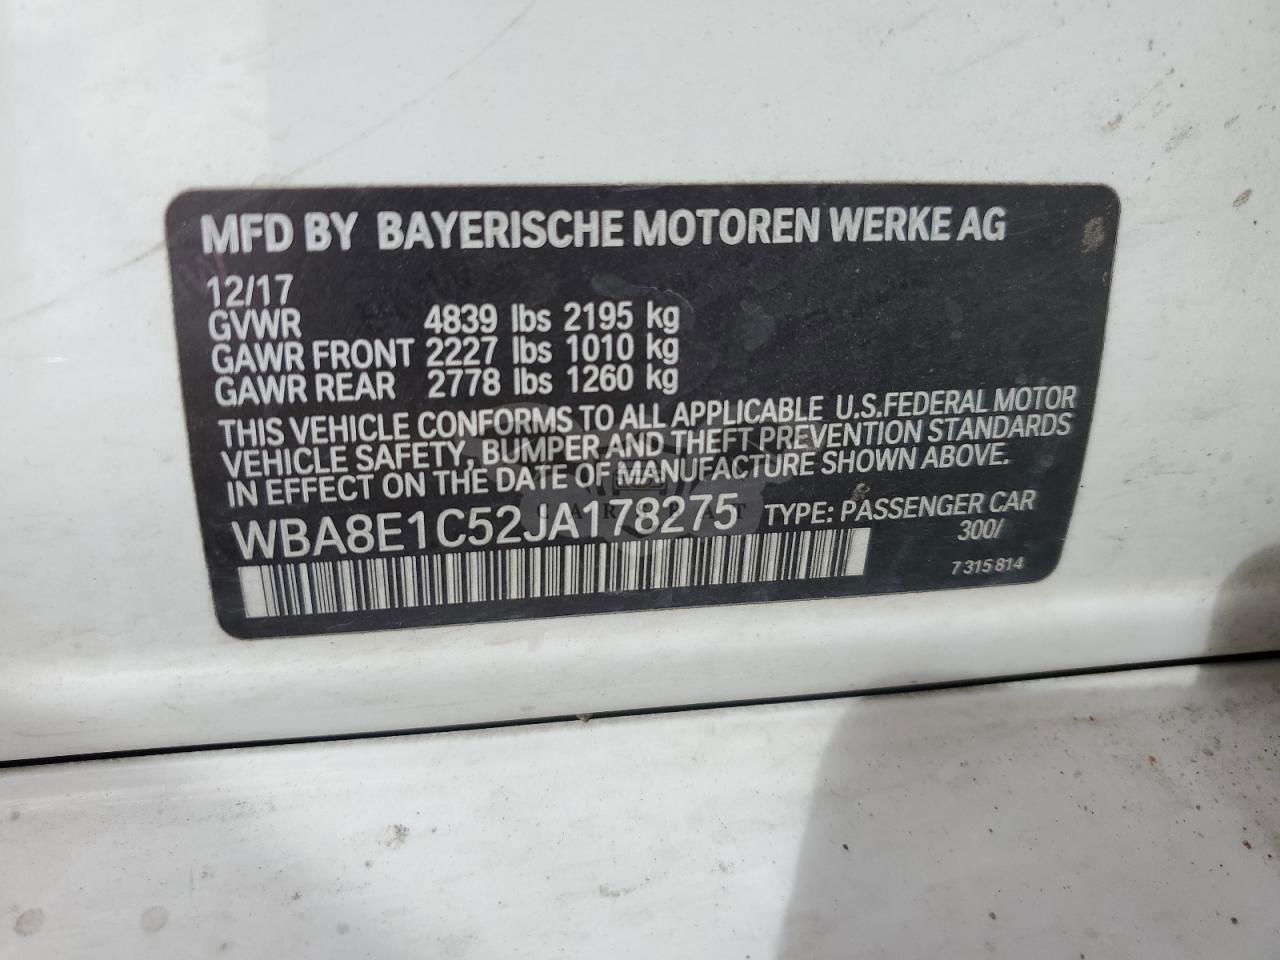 MFD BY BAYERISCHE MOTOREN WERKE AG
12/17
GVWR 4839 lbs 2195 kg
GAWR FRONT 2227 lbs 1010 kg
GAWR REAR 2778 lbs 1260 kg
THIS VEHICLE CONFORMS TO ALL APPLICABLE U.S.FEDERAL MOTOR
VEHICLE SAFETY, BUMPER AND THEFT PREVENTION STANDARDS
IN EFFECT ON THE DATE OF MANUFACTURE SHOWN ABOVE.
WBA8E1C52JA178275 TYPE: PASSENGER CAR
300/
7 315 814